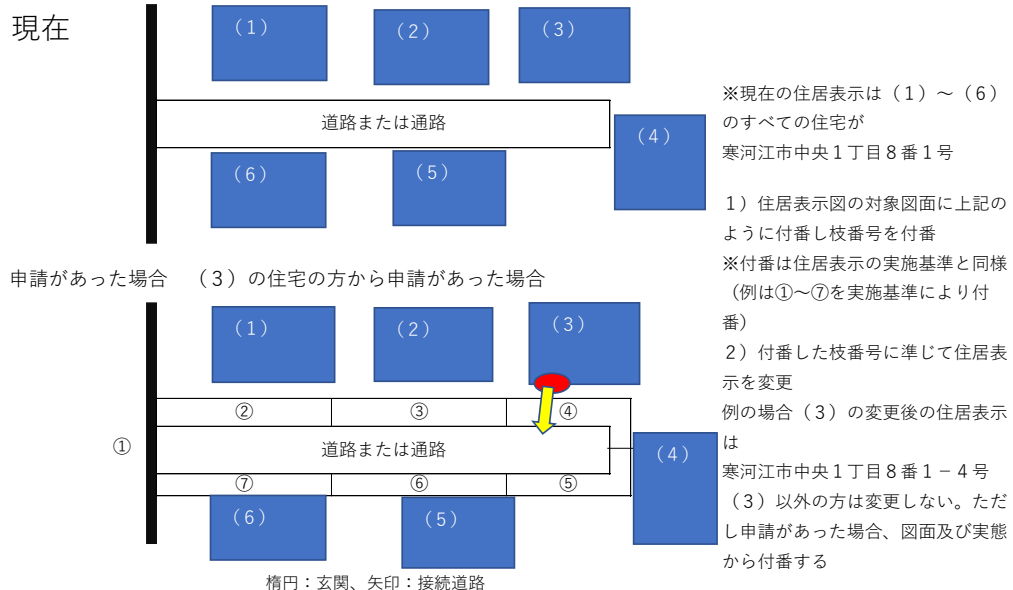 現在
（１）
（２）
（３）
道路または通路
（４）
（６）
（５）
※現在の住居表示は（１）～（６）
のすべての住宅が
寒河江市中央１丁目８番１号
１）住居表示図の対象図面に上記の
ように付番し枝番号を付番
※付番は住居表示の実施基準と同様
（例は①～⑦を実施基準により付
番）
２）付番した枝番号に準じて住居表
示を変更
例の場合（３）の変更後の住居表示
は
寒河江市中央１丁目８番１－４号
（３）以外の方は変更しない。ただ
し申請があった場合、図面及び実態
から付番する
申請があった場合　（３）の住宅の方から申請があった場合
（１）
（２）
（３）
②
③
④
①
道路または通路
（４）
⑦
⑥
⑤
（６）
（５）
楕円：玄関、矢印：接続道路